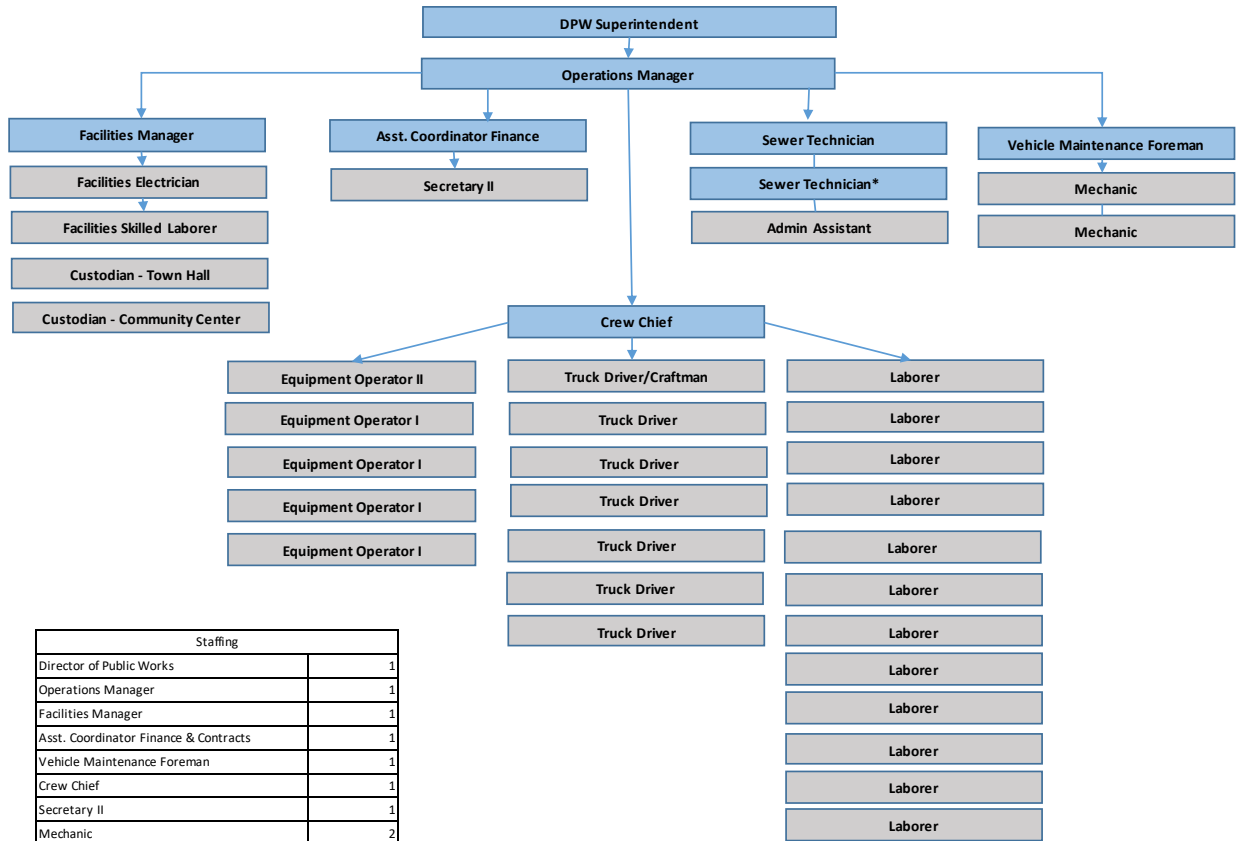 DPW Superintendent
Operations Manager
Facilities Manager
Asst. Coordinator Finance
Sewer Technician
Vehicle Maintenance Foreman
Facilities Electrician
Secretary II
Sewer Technician*
Mechanic
Facilities Skilled Laborer
Admin Assistant
Mechanic
Custodian - Town Hall
Custodian - Community Center
Crew Chief
Equipment Operator II
Equipment Operator I
Equipment Operator I
Equipment Operator I
Equipment Operator I
Truck Driver/Craftman
Truck Driver
Truck Driver
Truck Driver
Truck Driver
Truck Driver
Truck Driver
Laborer
Laborer
Laborer
Laborer
Laborer
Laborer
Laborer
Laborer
Laborer
Laborer
Laborer
Laborer
Staffing
Director of Public Works 1
Operations Manager 1
Facilities Manager 1
Asst. Coordinator Finance & Contracts 1
Vehicle Maintenance Foreman 1
Crew Chief 1
Secretary II 1
Mechanic 2